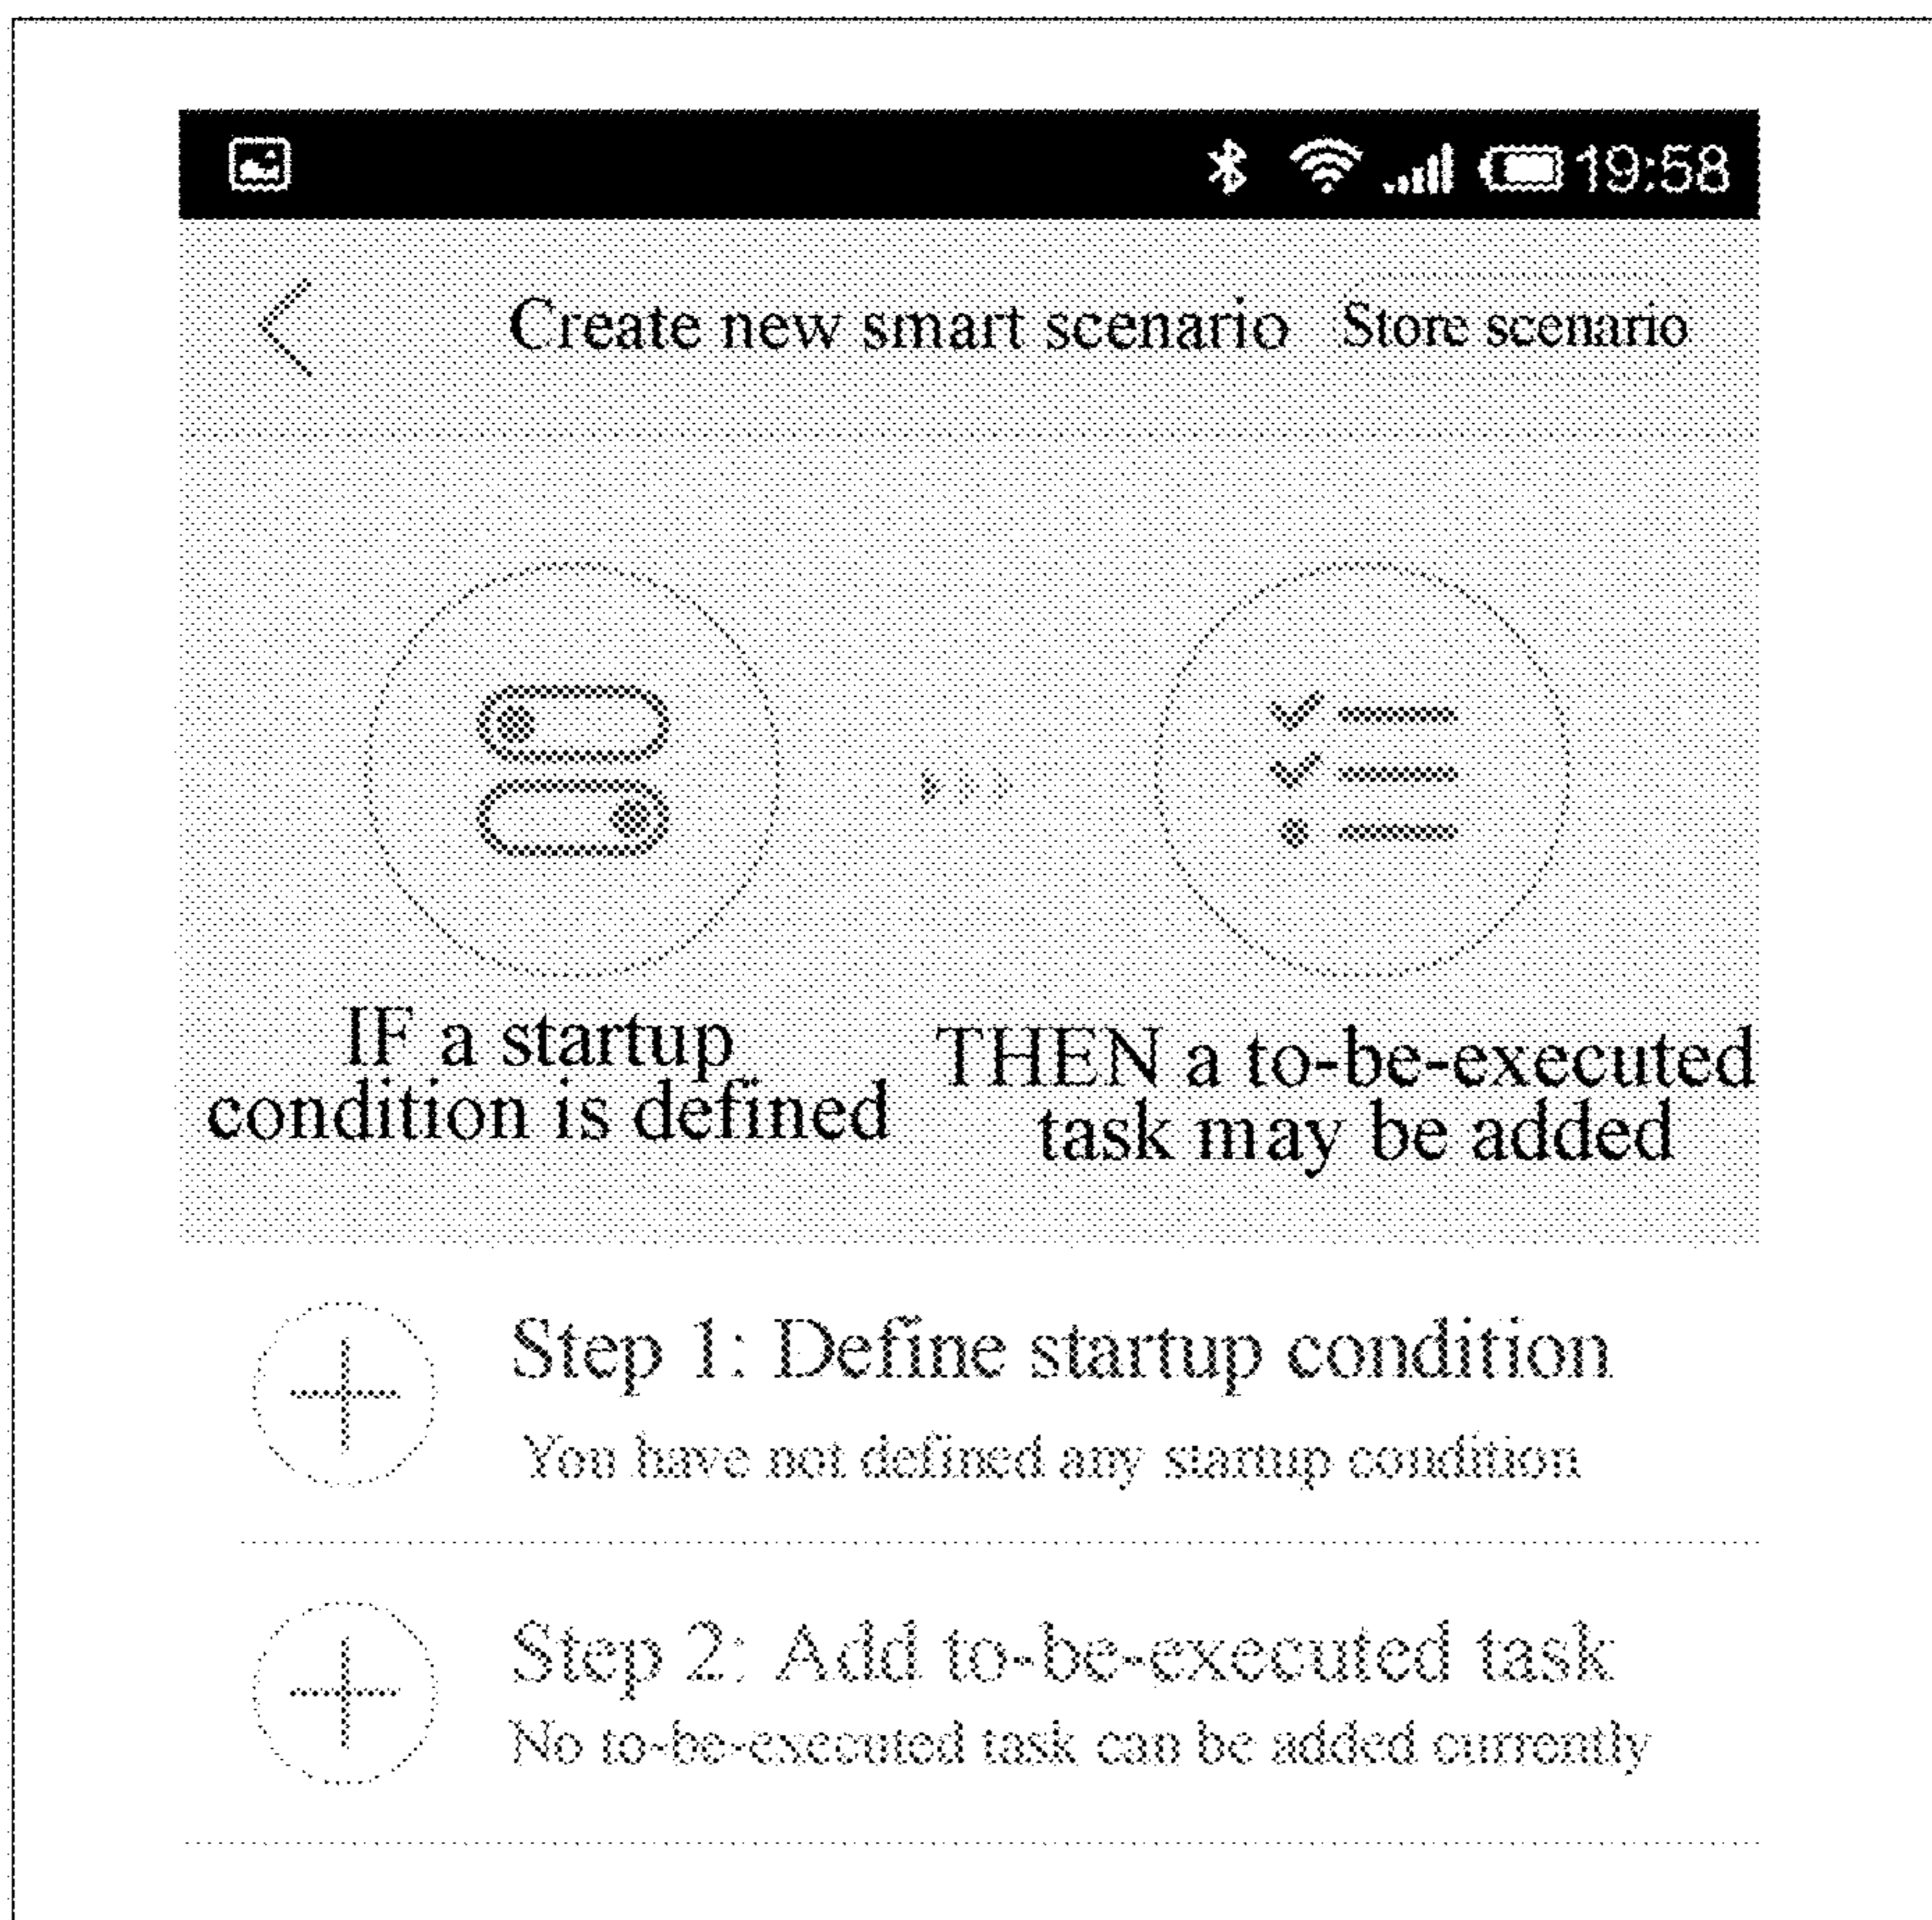 19:58
Create new smart scenario Store scenario
IF a startup
condition is defined
THEN a to-be-executed
task may be added
Step 1: Define startup condition
You have not defined any startup condition
Step 2: Add to-be-executed task
No to-be-executed task can be added currently